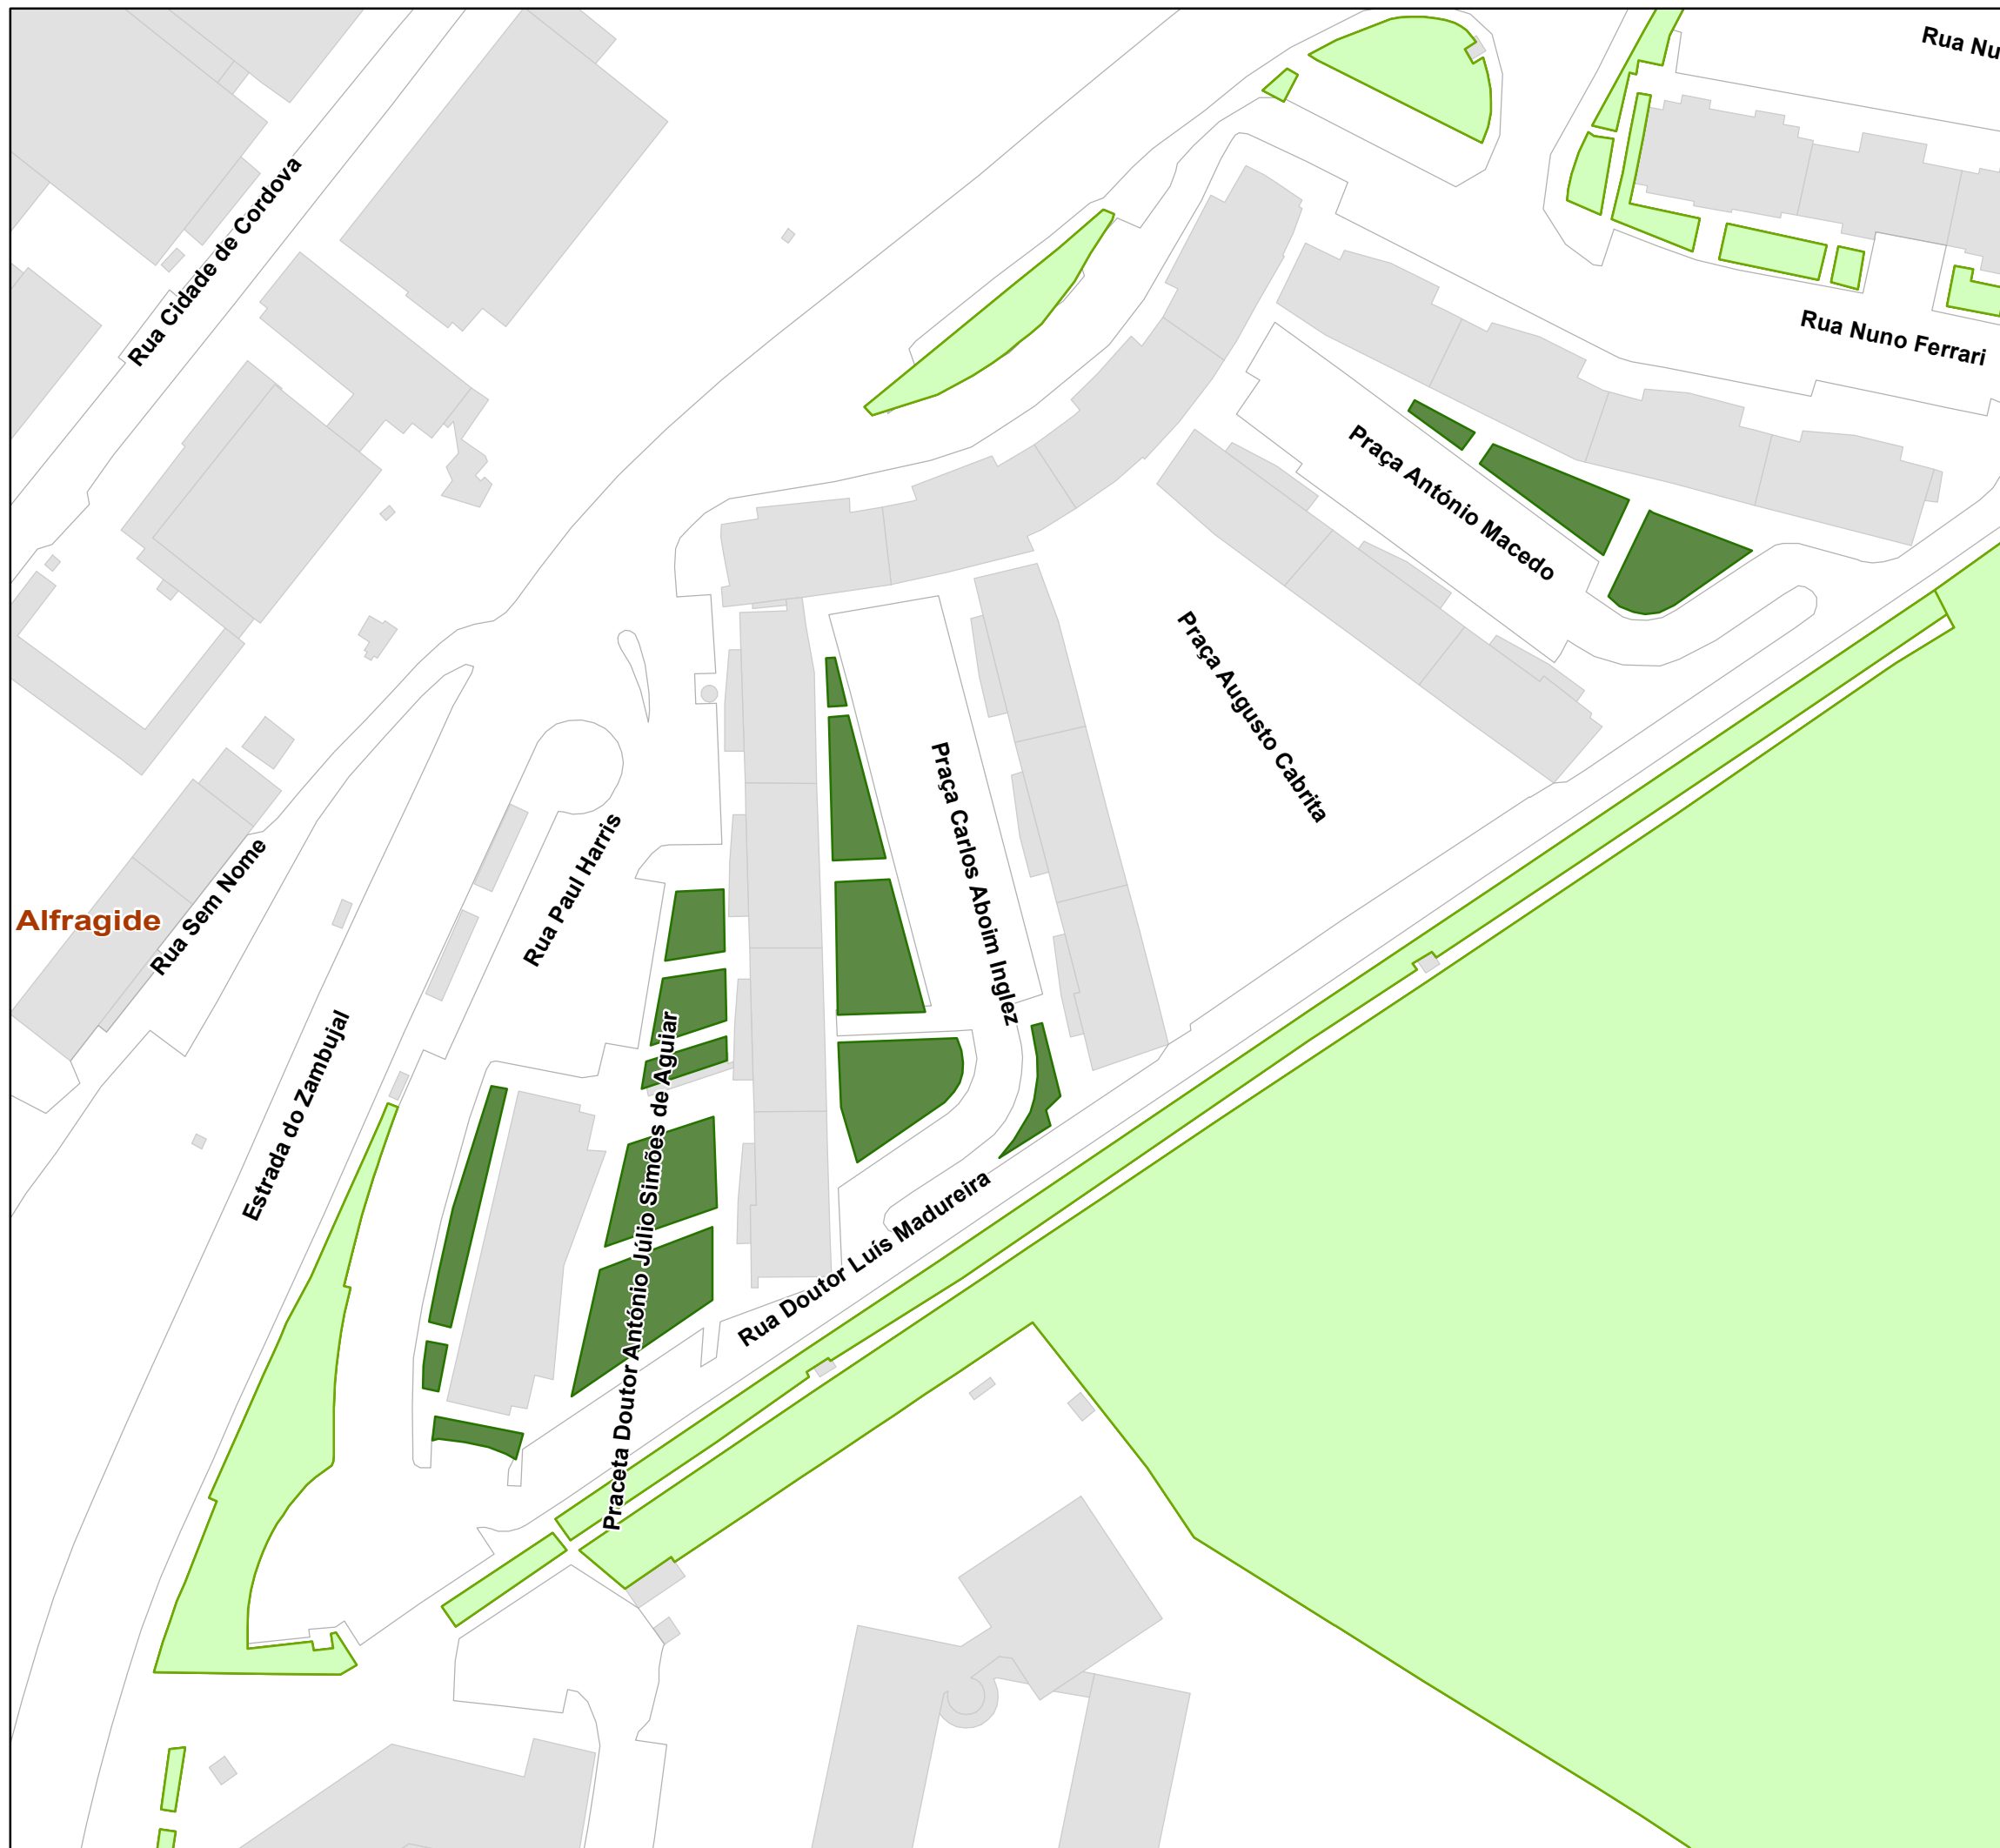 Rua Nu
Rua Cidade de Cordova
Rua Nuno Ferrari
Praça António Macedo
Praça Augusto Cabrita
Praça Carlos Aboim Inglez
Rua Paul Harris
Alfragide
Rua Sem Nome
Estrada do Zambujal
Praceta Doutor António Júlio Simões de Aguiar
Rua Doutor Luís Madureira